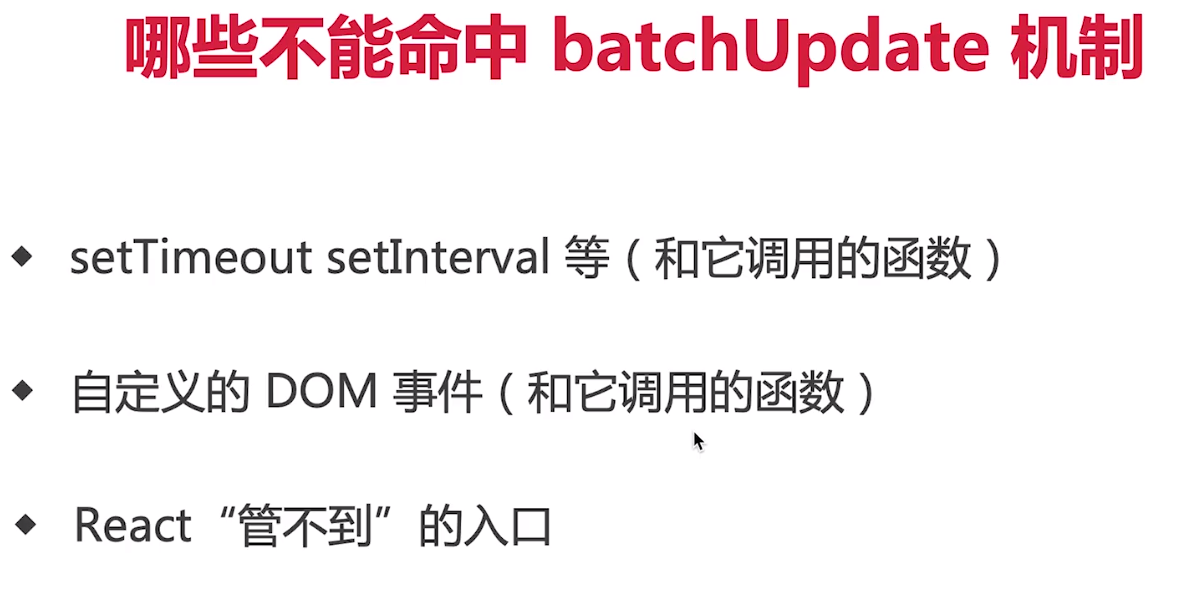 哪些不能命中 batchUpdate 机制
◆ setTimeout setInterval 等（和它调用的函数）
◆ 自定义的 DOM 事件（和它调用的函数）
◆ React“管不到”的入口